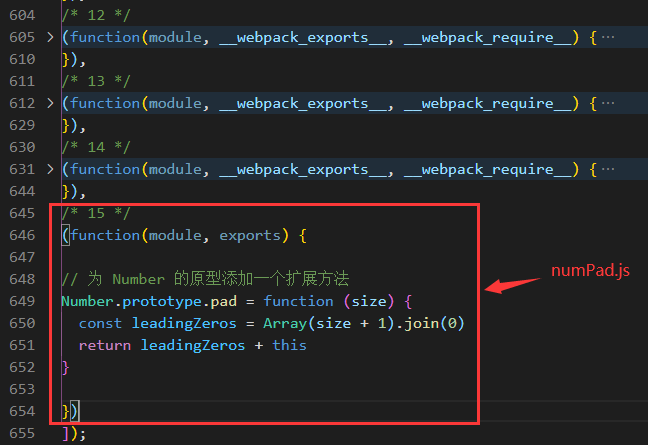 604 /* 12 */
605 > (function(module, __webpack_exports__, __webpack_require__) {⋯
610 }),
611 /* 13 */
612 > (function(module, __webpack_exports__, __webpack_require__) {⋯
629 }),
630 /* 14 */
631 > (function(module, __webpack_exports__, __webpack_require__) {⋯
644 }),
645 /* 15 */
646 (function(module, exports) {
647
648 // 为 Number 的原型添加一个扩展方法
649 Number.prototype.pad = function (size) {
650 const leadingZeros = Array(size + 1).join(0)
651 return leadingZeros + this
652 }
653
654 })
655 ]);
numPad.js